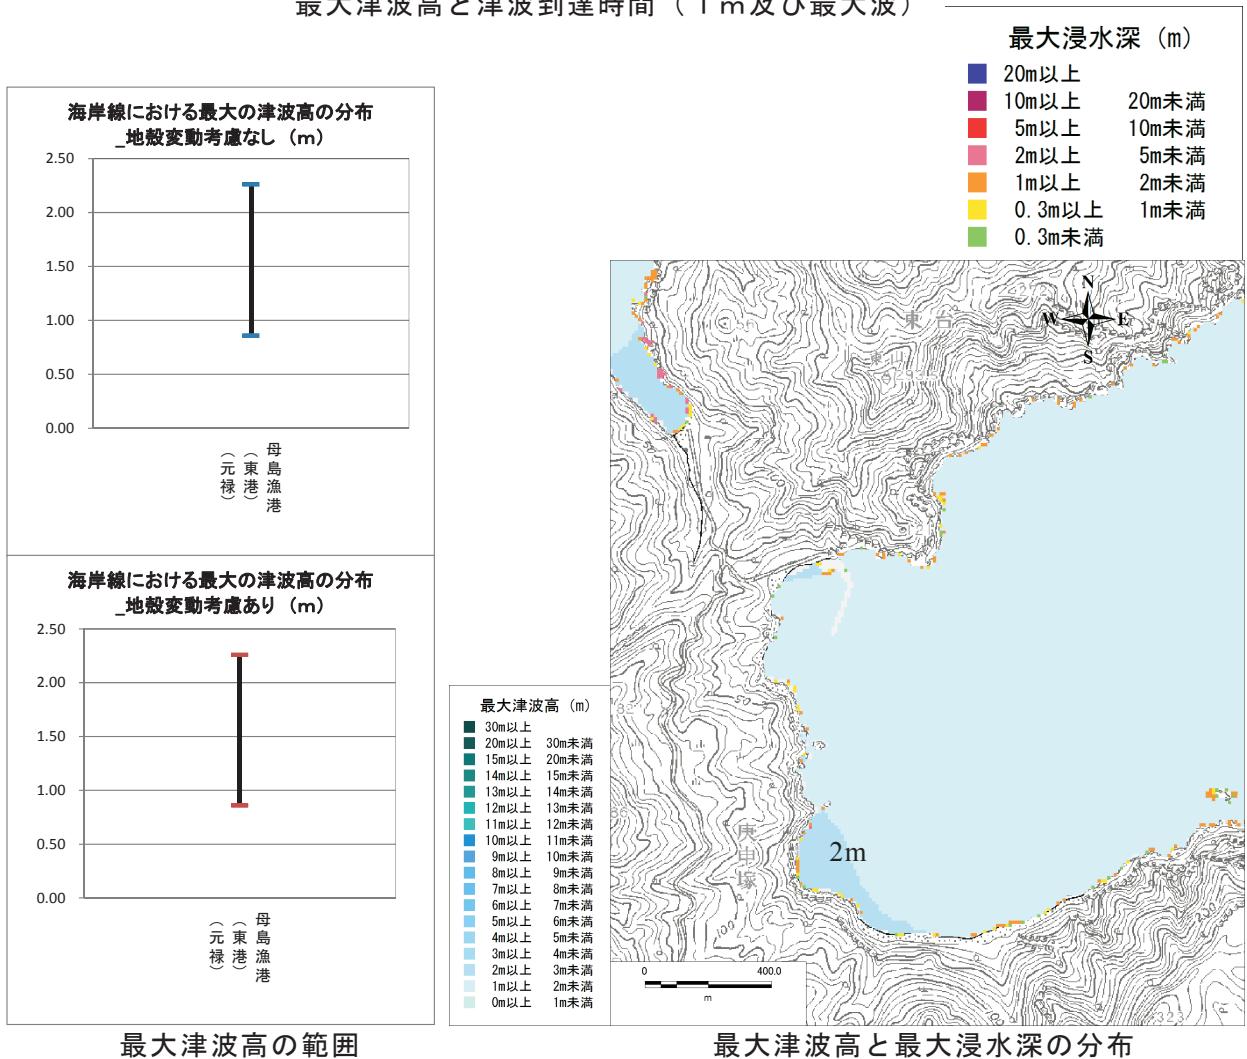 最大津波高と津波到達時間（１ｍ及び最大波）
海岸線における最大の津波高の分布
_地殻変動考慮なし（ｍ）
2.50
2.00
1.50
1.00
0.50
0.00
母島漁港
（東港）
（元禄）
海岸線における最大の津波高の分布
_地殻変動考慮あり（ｍ）
2.50
2.00
1.50
1.00
0.50
0.00
母島漁港
（東港）
（元禄）
最大津波高の範囲
最大浸水深（m）
20m以上
10m以上 20m未満
5m以上 10m未満
2m以上 5m未満
1m以上 2m未満
0.3m以上 1m未満
0.3m未満
最大津波高（m）
30m以上
20m以上 30m未満
15m以上 20m未満
14m以上 15m未満
13m以上 14m未満
12m以上 13m未満
11m以上 12m未満
10m以上 11m未満
9m以上 10m未満
8m以上 9m未満
7m以上 8m未満
6m以上 7m未満
5m以上 6m未満
4m以上 5m未満
3m以上 4m未満
2m以上 3m未満
1m以上 2m未満
0m以上 1m未満
N
W E
S
東台
庚申塚
2m
100
323
0 400.0
m
最大津波高と最大浸水深の分布